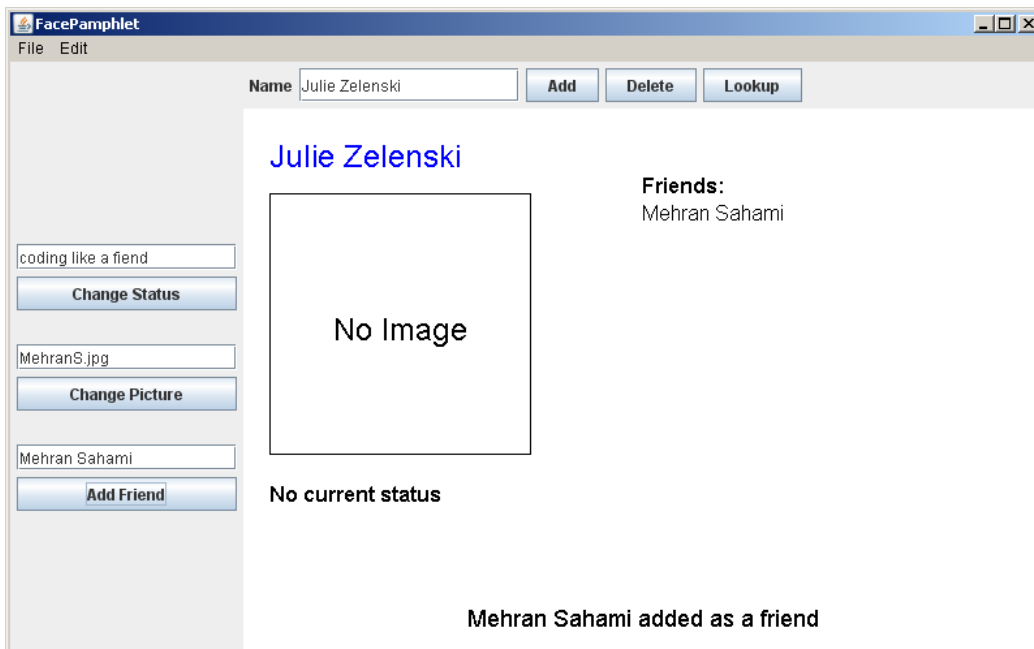 FacePamphlet
File Edit
Name Julie Zelenski Add Delete Lookup
Julie Zelenski
Friends:
Mehran Sahami
coding like a fiend
Change Status
No Image
MehranS.jpg
Change Picture
Mehran Sahami
Add Friend
No current status
Mehran Sahami added as a friend